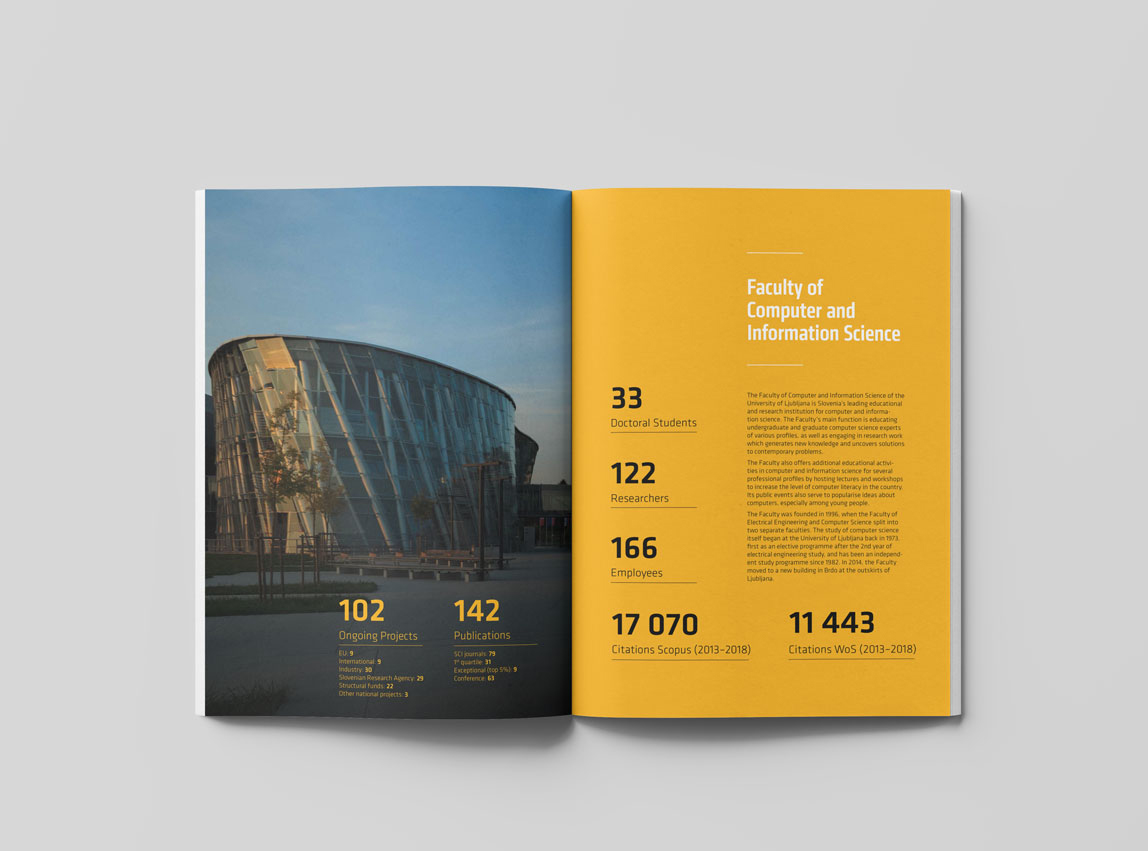 102
Ongoing Projects
EU: 9
International: 9
Industry: 30
Slivenian Research Agency: 29
Structural funds: 22
Other national projects: 3
142
Publications
SCI journals: 79
1st quartile: 31
Exceptional (top 5%): 9
Conference: 63
Faculty of
Computer and
Information Science
33
Doctoral Students
122
Researchers
166
Employees
The Faculty of Computer and Information Science of the
University of Ljubljana is Slovenia's leading educational
and research institution for computer and informa-
tion science. The Faculty's main function is educating
undergraduate and graduate computer science experts
of various profiles, as well as engaging in research work
which generates new knowledge and uncovers solutions
to contemporary problems.
The Faculty also offers additional educational activi-
ties in computer and information science for several
professional profiles by hosting lectures and workshops
to increase the level of computer literacy in the country.
Its public events also serve to popularise ideas about
computers, especially among young people.
The Faculty was founded in 1996, when the Faculty of
Electrical Engineering and Computer Science split into
two separate faculties. The study of computer science
itself began at the University of Ljubljana back in 1973,
first as an elective programme after the 2nd year of
electrical engineering study, and has been an independ-
ent study programme since 1982. In 2014, the Faculty
moved to a new building in Brdo at the outskirts of
Ljubljana.
17 070
Citations Scopus (2013–2018)
11 443
Citations WoS (2013–2018)